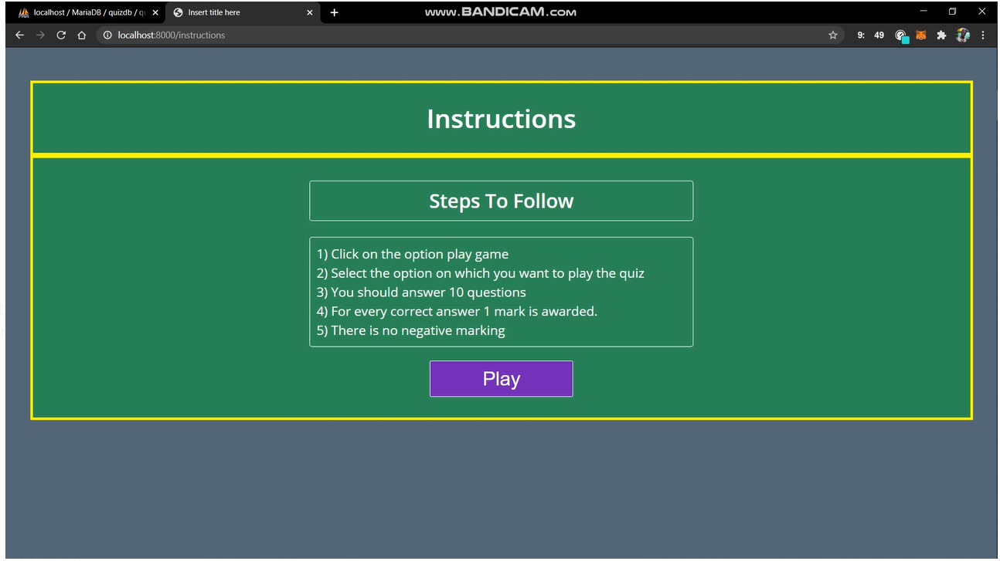 localhost / MariaDB / quizdb / qu
Insert title here
www.BANDICAM.com
localhost:8000/instructions
9: 49
Instructions
Steps To Follow
1) Click on the option play game
2) Select the option on which you want to play the quiz
3) You should answer 10 questions
4) For every correct answer 1 mark is awarded.
5) There is no negative marking
Play